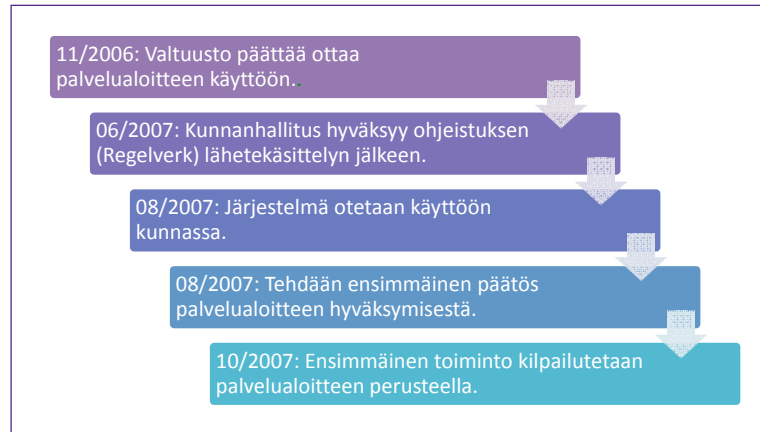 11/2006: Valtuusto päättää ottaa
palvelualoitteen käyttöön..
06/2007: Kunnanhallitus hyväksyy ohjeistuksen
(Regelverk) lähetekäsittelyn jälkeen.
08/2007: Järjestelmä otetaan käyttöön
kunnassa.
08/2007: Tehdään ensimmäinen päätös
palvelualoitteen hyväksymisestä.
10/2007: Ensimmäinen toiminto kilpailutetaan
palvelualoitteen perusteella.